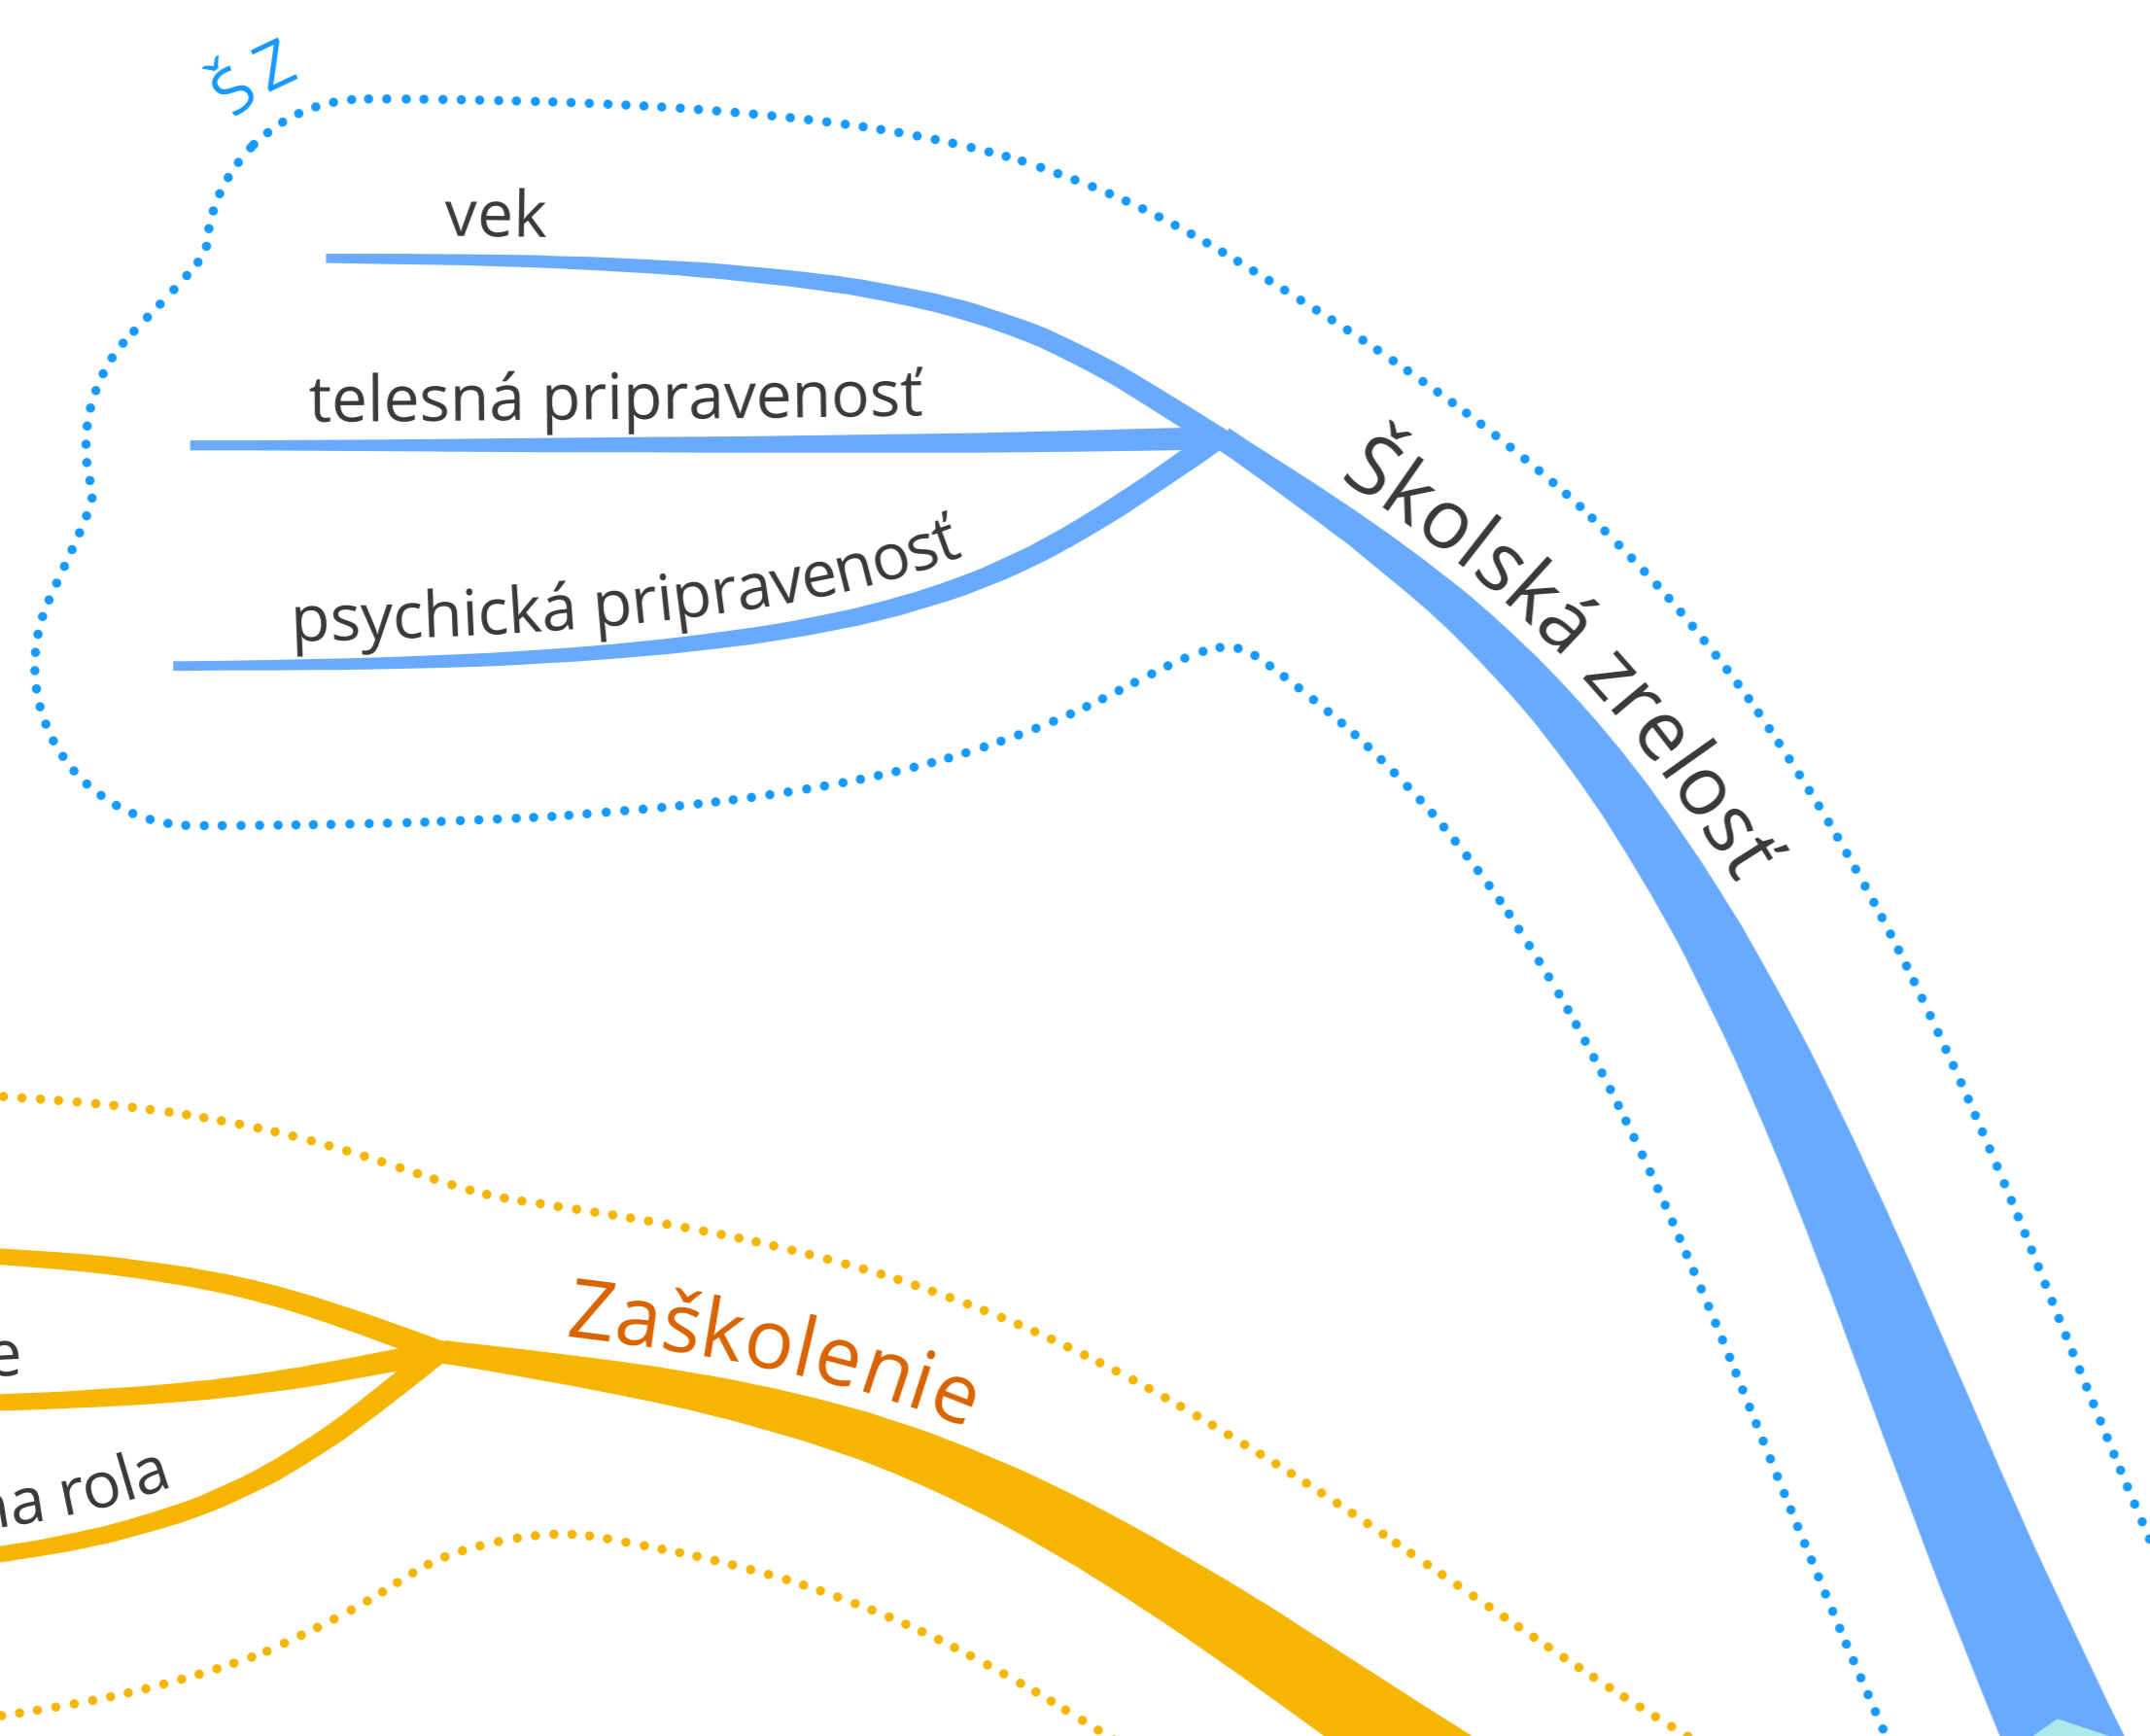 šz
vek
telesná pripravenosť
psychická pripravenosť
Školská zrelosť
Zaškolenie
rola